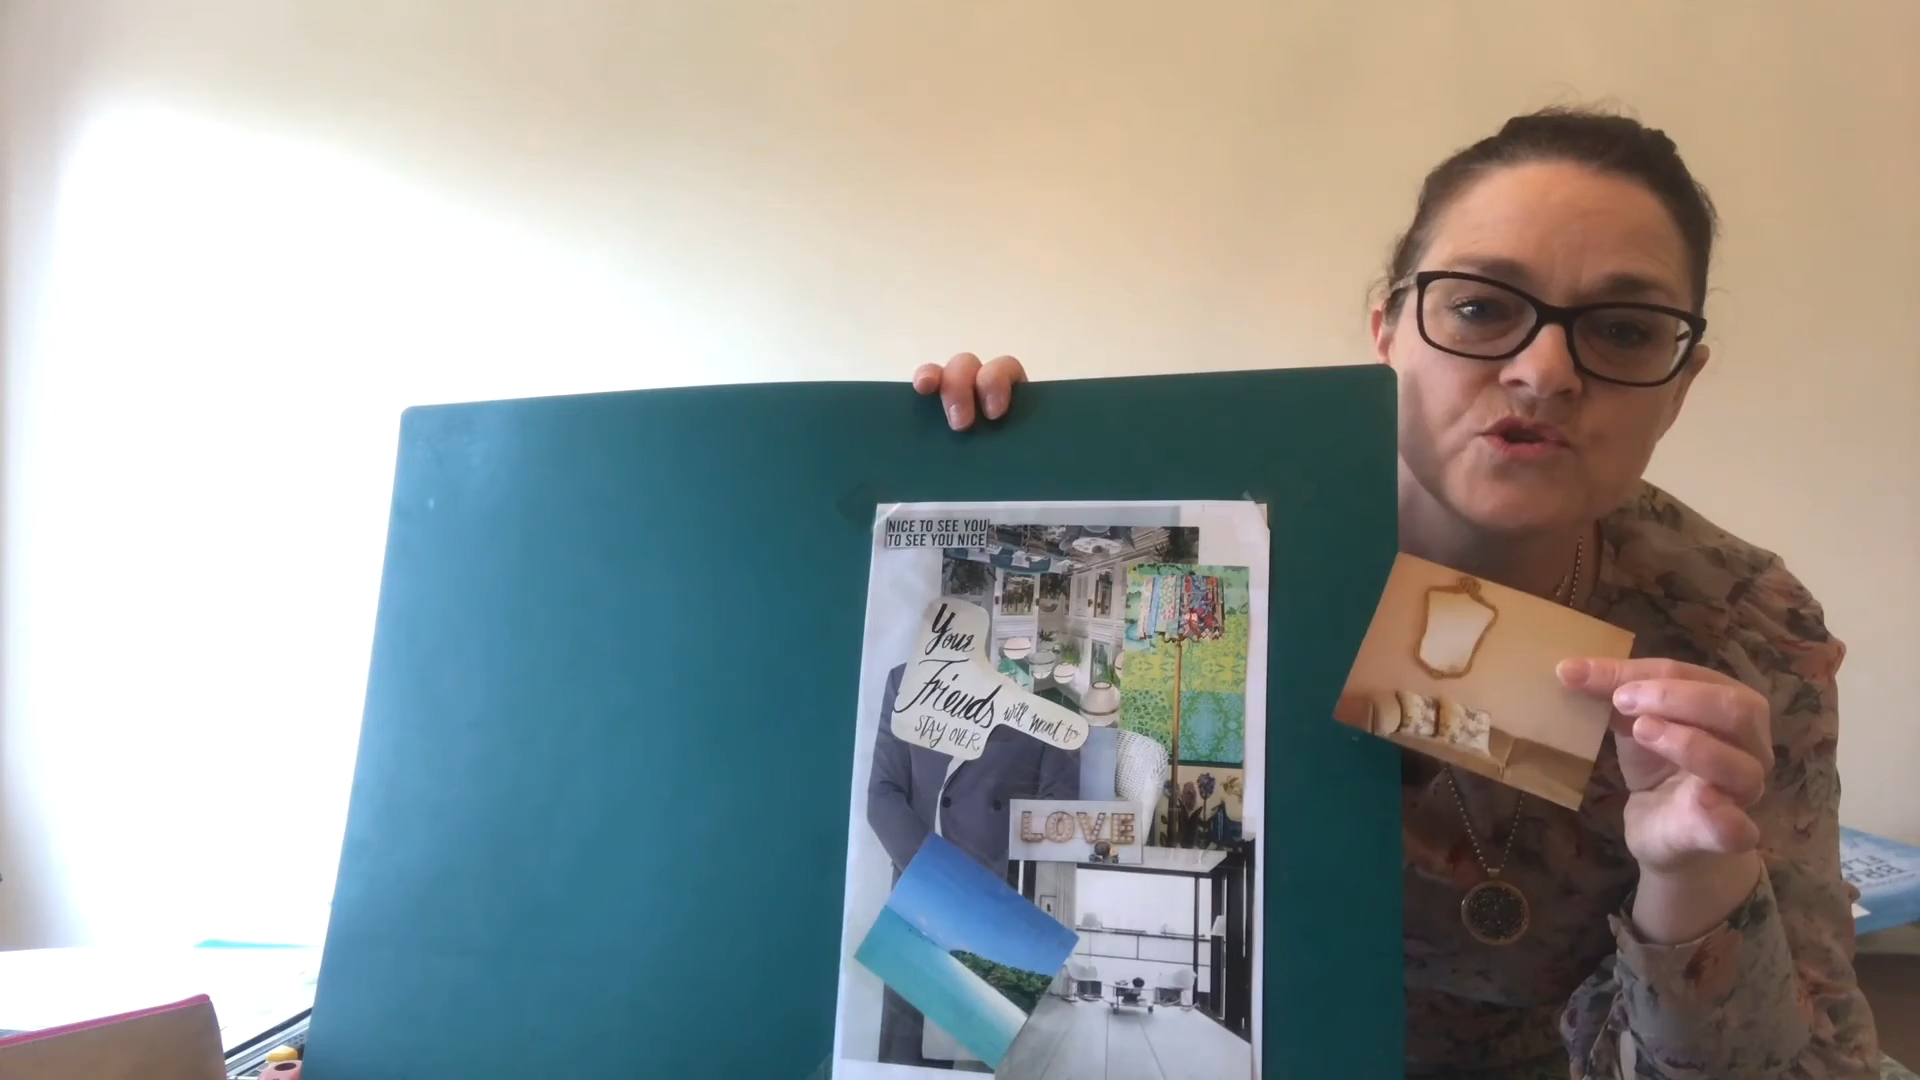 NICE TO SEE YOU
TO SEE YOU NICE
Your
Friends
will want to
STAY OVER
LOVE